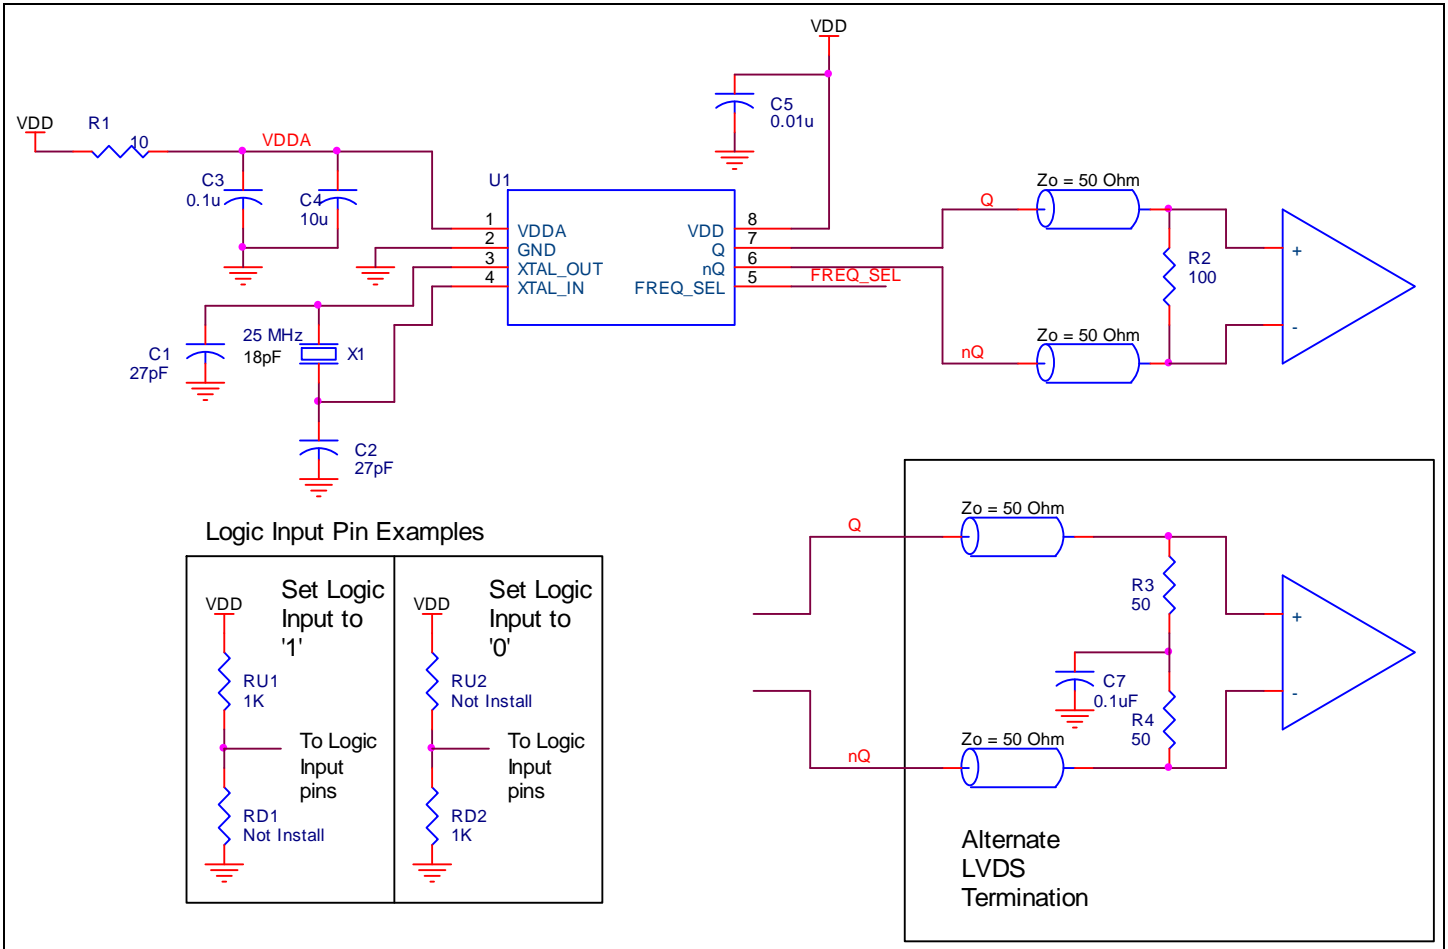 VDD
C5
0.01u
VDD
R1
10
VDDA
C3
0.1u
C4
10u
U1
1
2
3
4
VDDA
GND
XTAL_OUT
XTAL_IN
VDD
Q
nQ
FREQ_SEL
8
7
6
5
FREQ_SEL
Q
Zo = 50 Ohm
R2
100
+
-
nQ
Zo = 50 Ohm
C1
27pF
25 MHz
18pF
X1
C2
27pF
Logic Input Pin Examples
VDD
Set Logic
Input to
'1'
RU1
1K
To Logic
Input
pins
RD1
Not Install
VDD
Set Logic
Input to
'0'
RU2
Not Install
To Logic
Input
pins
RD2
1K
Q
Zo = 50 Ohm
R3
50
C7
0.1uF
R4
50
+
-
nQ
Zo = 50 Ohm
Alternate
LVDS
Termination